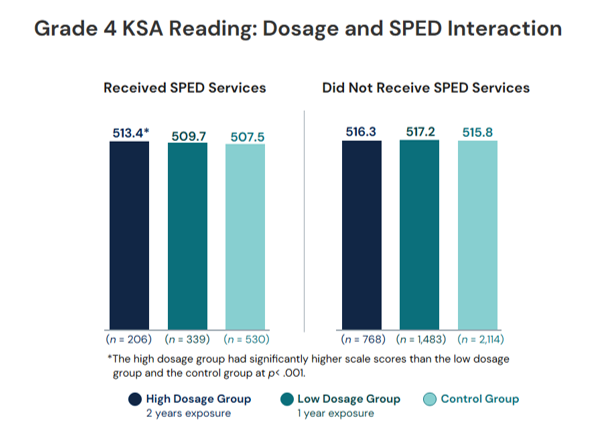 Grade 4 KSA Reading: Dosage and SPED Interaction
Received SPED Services
513.4*
509.7
507.5
(n = 206)
(n = 339)
(n = 530)
Did Not Receive SPED Services
516.3
517.2
515.8
(n = 768)
(n = 1,483)
(n = 2,114)
*The high dosage group had significantly higher scale scores than the low dosage
group and the control group at p< .001.
High Dosage Group
2 years exposure
Low Dosage Group
1 year exposure
Control Group